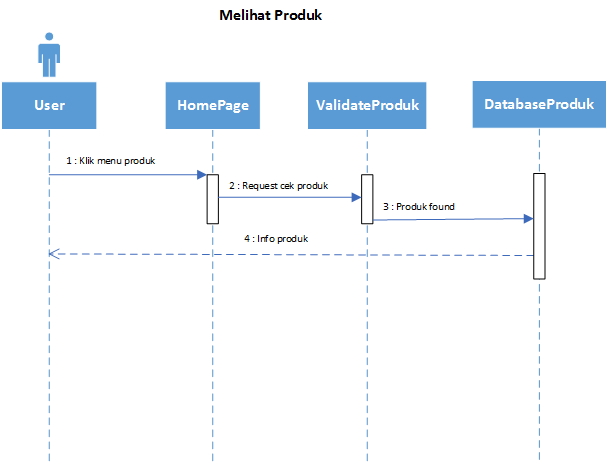 Melihat Produk
User
HomePage
ValidateProduk
DatabaseProduk
1 : Klik menu produk
2 : Request cek produk
3 : Produk found
4 : Info produk